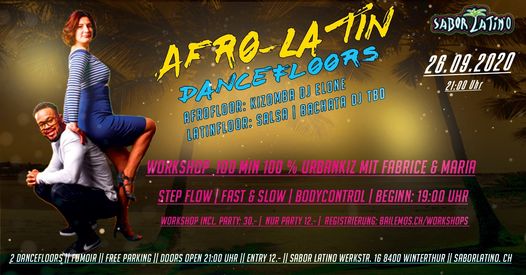 AFRO-LATIN
DANCEFLOORS
AFROFLOOR: KIZOMBA DJ ELONE
LATINFLOOR: SALSA | BACHATA DJ TBD
SABOR LATINO
26.09.2020
21:00 Uhr
WORKSHOP 100 MIN 100 % URBANKIZ MIT FABRICE & MARIA
STEP FLOW | FAST & SLOW | BODYCONTROL | BEGINN: 19:00 UHR
WORKSHOP INCL. PARTY: 30.- | NUR PARTY 12.- | REGISTRIERUNG: BAILEMOS.CH/WORKSHOPS
2 DANCEFLOORS || FUMOIR || FREE PARKING || DOORS OPEN 21:00 UHR || ENTRY 12.- || SABOR LATINO WERKSTR. 16 8400 WINTERTHUR || SABORLATINO.CH